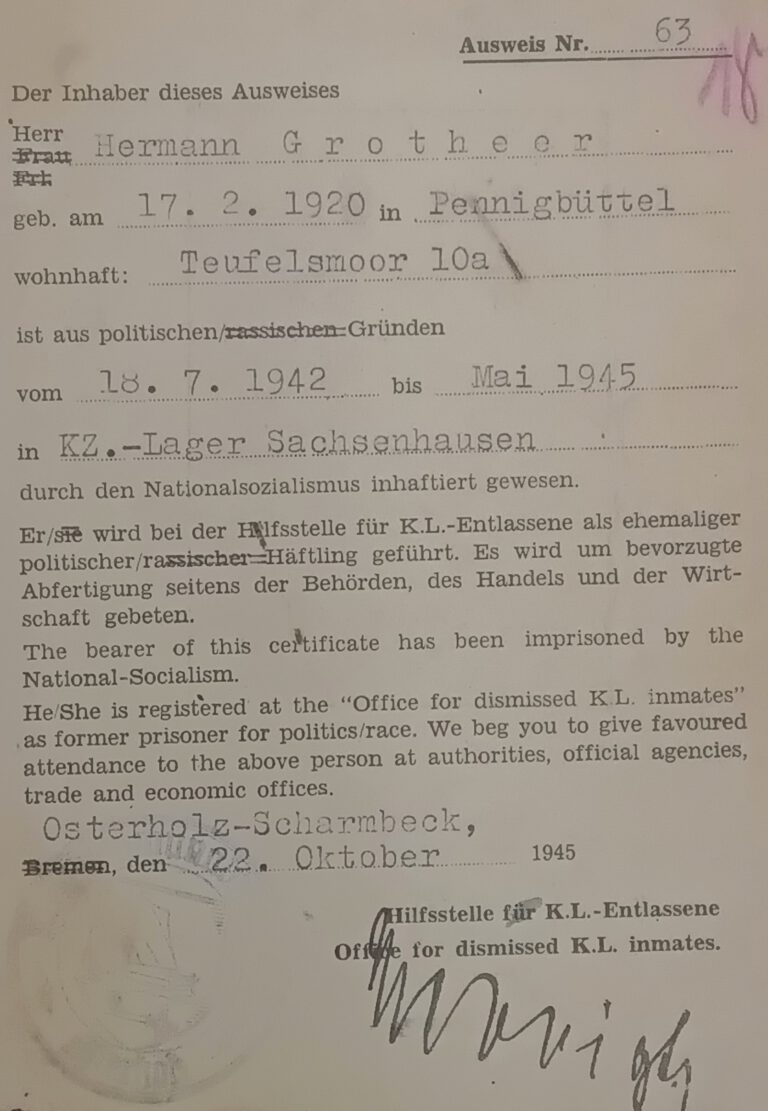 Ausweis Nr. 63
Der Inhaber dieses Ausweises
Herr
Frau Hermann Grotheer
Frl.
geb. am 17. 2. 1920 in Pennigbüttel
wohnhaft: Teufelsmoor 10a
ist aus politischen/rassischen Gründen
vom 18. 7. 1942 bis Mai 1945
in KZ.-Lager Sachsenhausen
durch den Nationalsozialismus inhaftiert gewesen.
Er/sie wird bei der Hilfsstelle für K.L.-Entlassene als ehemaliger
politischer/rassischer Häftling geführt. Es wird um bevorzugte
Abfertigung seitens der Behörden, des Handels und der Wirt-
schaft gebeten.
The bearer of this certificate has been imprisoned by the
National-Socialism.
He/She is registered at the "Office for dismissed K.L. inmates"
as former prisoner for politics/race. We beg you to give favoured
attendance to the above person at authorities, official agencies,
trade and economic offices.
Osterholz-Scharmbeck,
Bremen, den 22. Oktober 1945
Hilfsstelle für K.L.-Entlassene
Office for dismissed K.L. inmates.